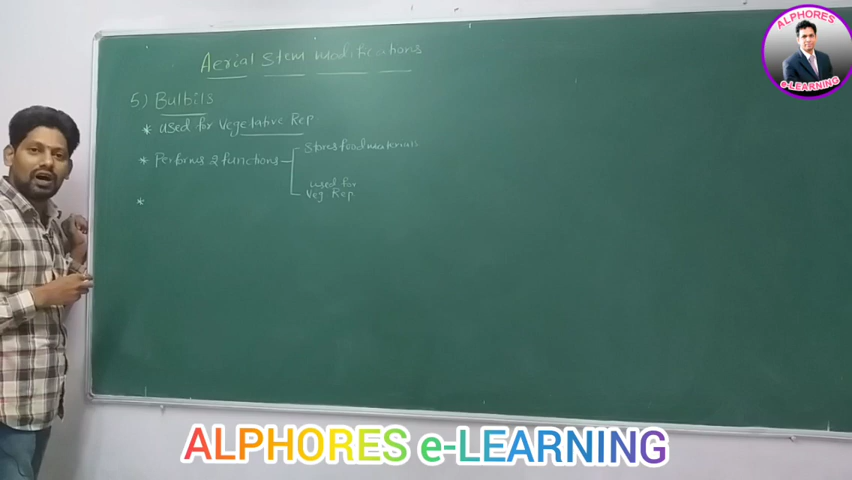 Aerial Stem modifications
5) Bulbils
* used for Vegetative Rep
* Performs 2 functions
Stores food materials
used for
Veg Rep
*
ALPHORES
e-LEARNING
ALPHORES e-LEARNING